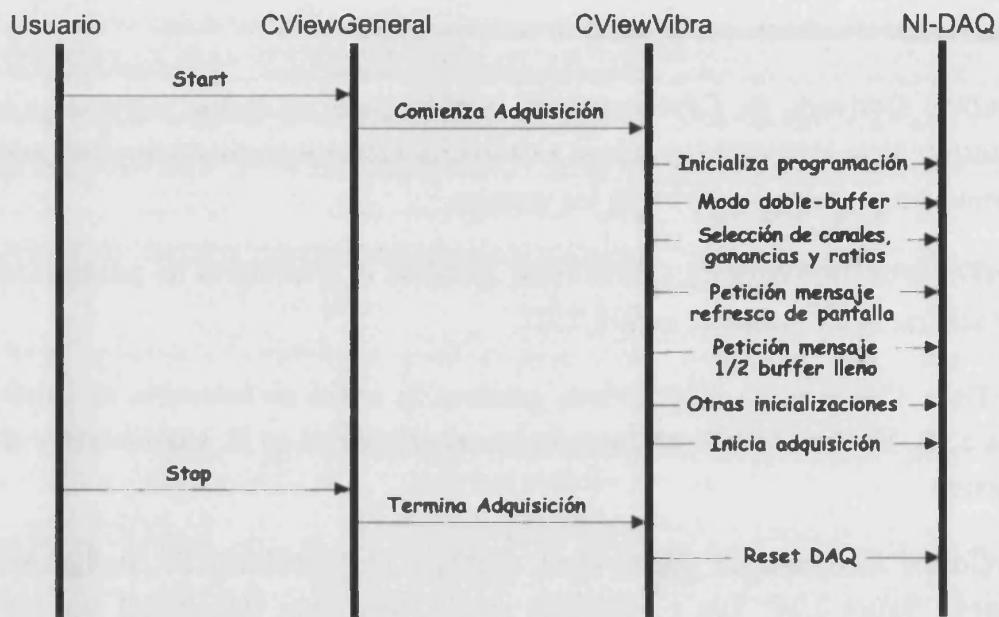 Usuario CViewGeneral CViewVibra NI-DAQ
Start
Comienza Adquisición
Inicializa programación
Modo doble-buffer
Selección de canales,
ganancias y ratios
Petición mensaje
refresco de pantalla
Petición mensaje
1/2 buffer lleno
Otras inicializaciones
Inicia adquisición
Stop
Termina Adquisición
Reset DAQ